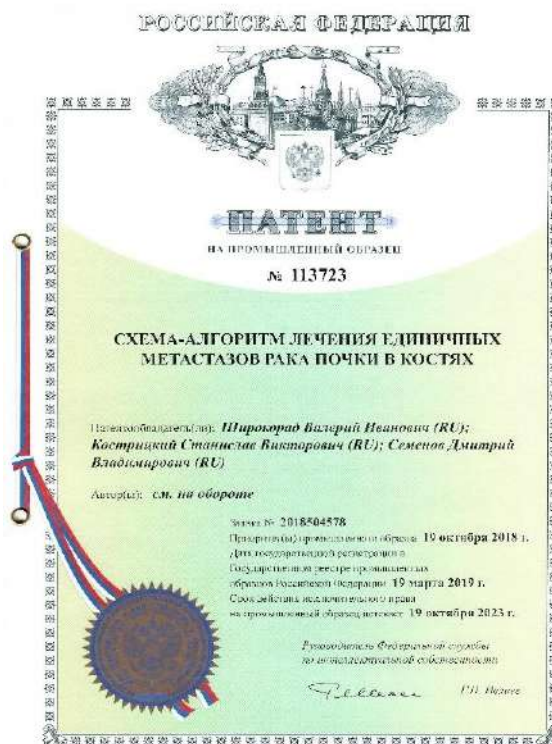 РОССИЙСКАЯ ФЕДЕРАЦИЯ
ПАТЕНТ
НА ПРОМЫШЛЕННЫЙ ОБРАЗЕЦ
№ 113723
СХЕМА-АЛГОРИТМ ЛЕЧЕНИЯ ЕДИНИЧНЫХ
МЕТАСТАЗОВ РАКА ПОЧКИ В КОСТЯХ
Патентообладатель(ли): Широкорад Валерий Иванович (RU);
Кострицкий Станислав Викторович (RU); Семенов Дмитрий
Владимирович (RU)
Автор(ы): см. на обороте
Заявка № 2018504578
Приоритет(ы) промышленного образца 19 октября 2018 г.
Дата государственной регистрации в
Государственном реестре промышленных
образцов Российской Федерации 19 марта 2019 г.
Срок действия исключительного права
на промышленный образец истекает 19 октября 2023 г.
Руководитель Федеральной службы
по интеллектуальной собственности
Г.П. Ивлиев